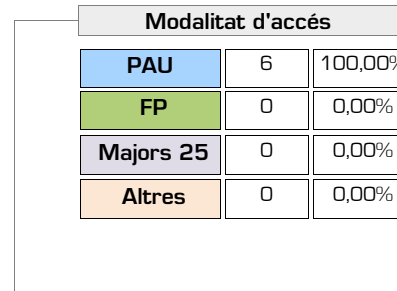 Modalitat d'accés
PAU 6 100,00%
FP 0 0,00%
Majors 25 0 0,00%
Altres 0 0,00%